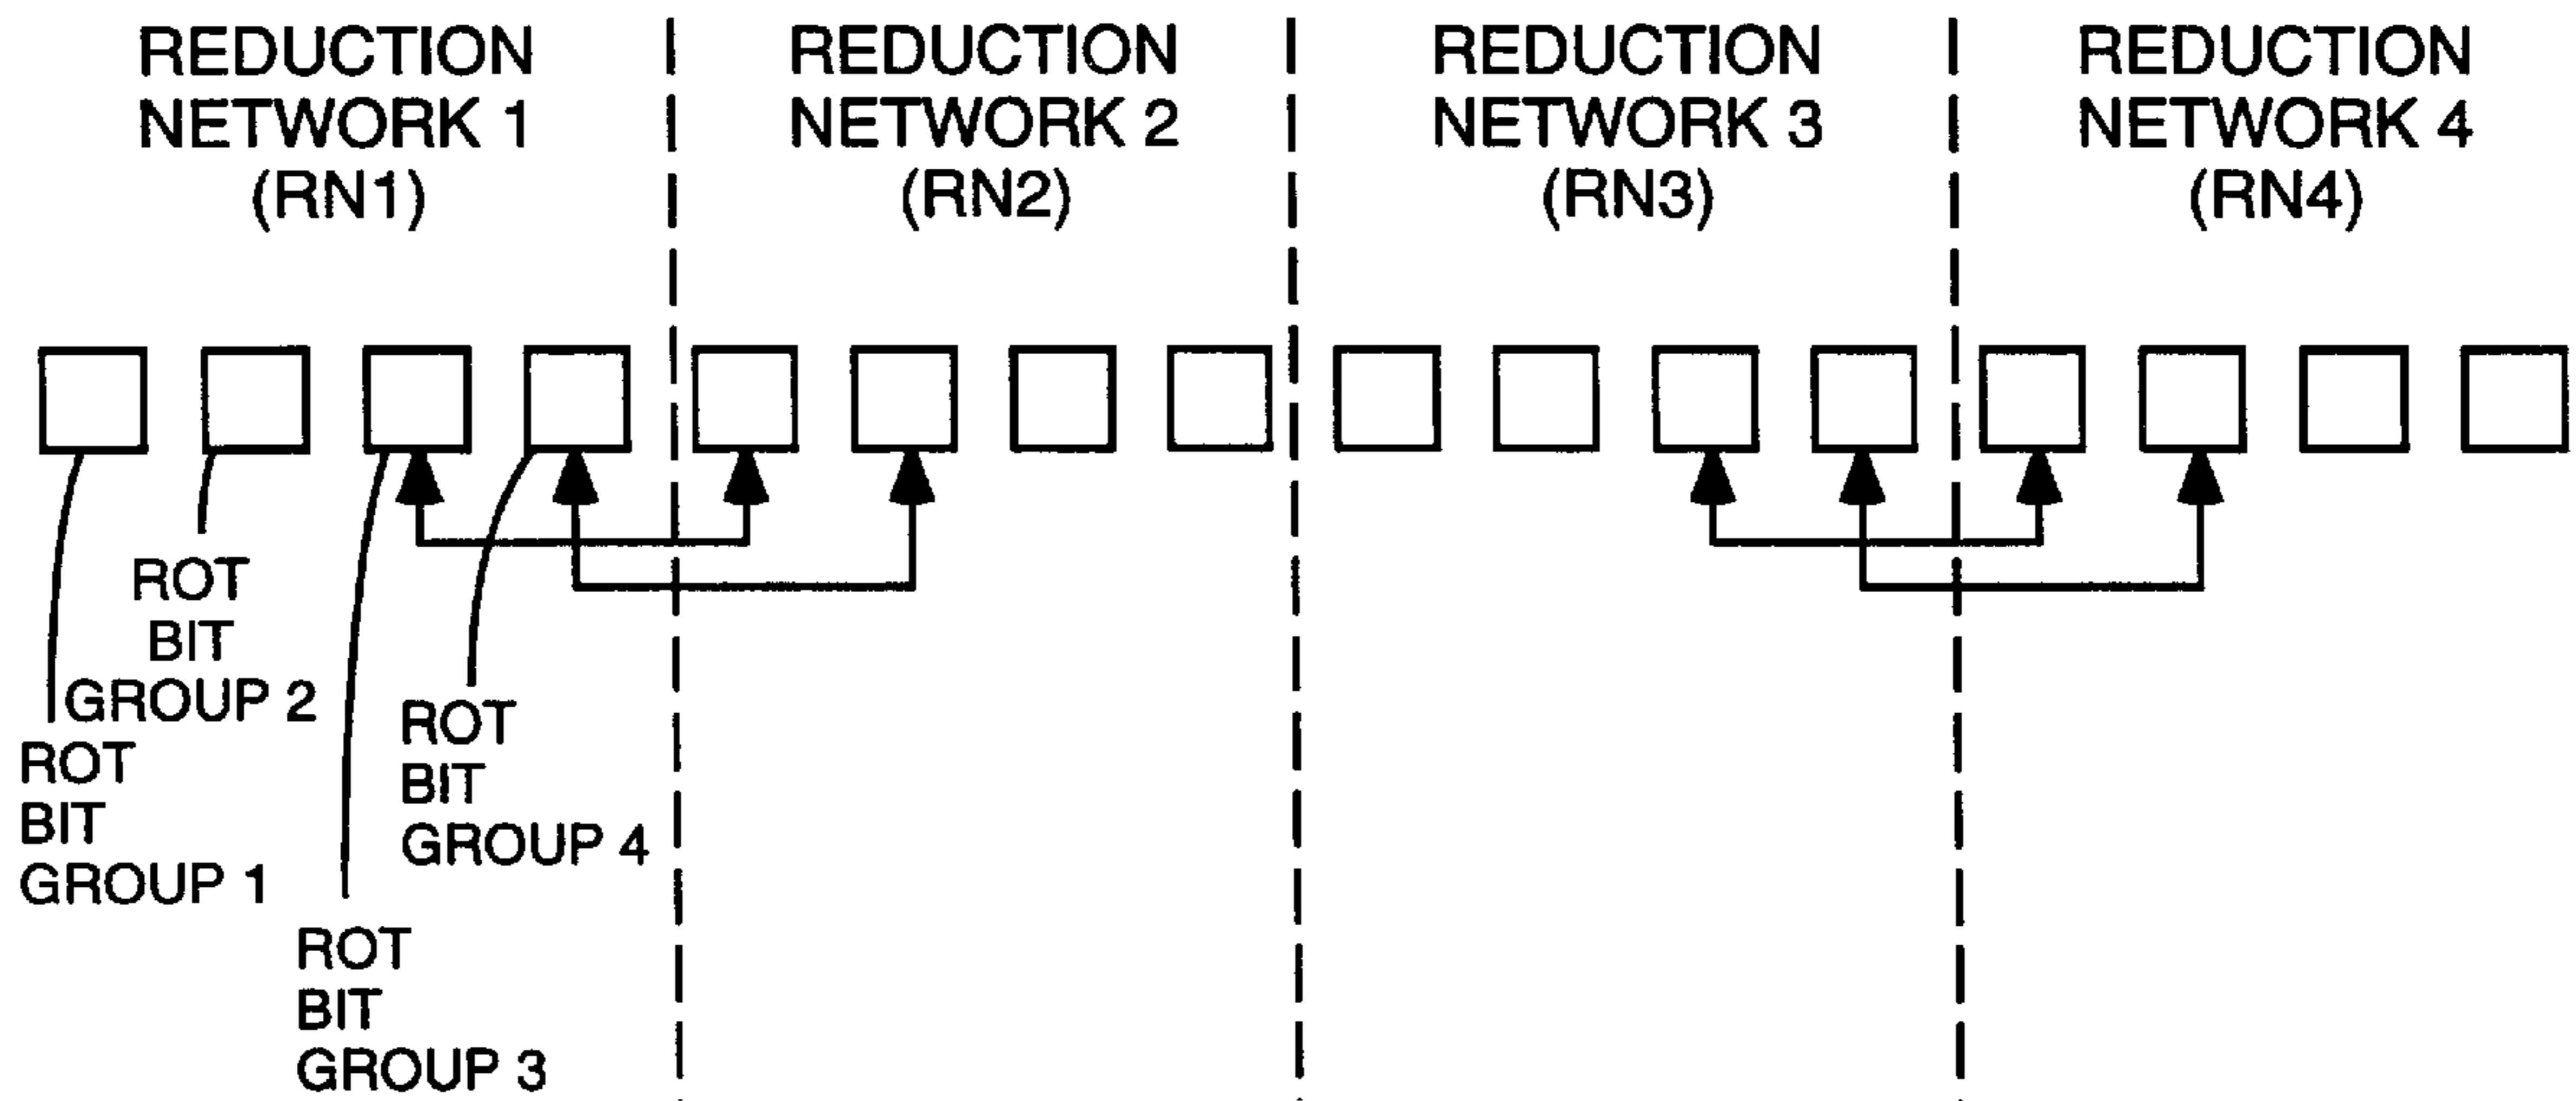 REDUCTION
NETWORK 1
(RN1)
REDUCTION
NETWORK 2
(RN2)
REDUCTION
NETWORK 3
(RN3)
REDUCTION
NETWORK 4
(RN4)
ROT
BIT
GROUP 2
ROT
BIT
GROUP 1
ROT
BIT
GROUP 4
ROT
BIT
GROUP 3